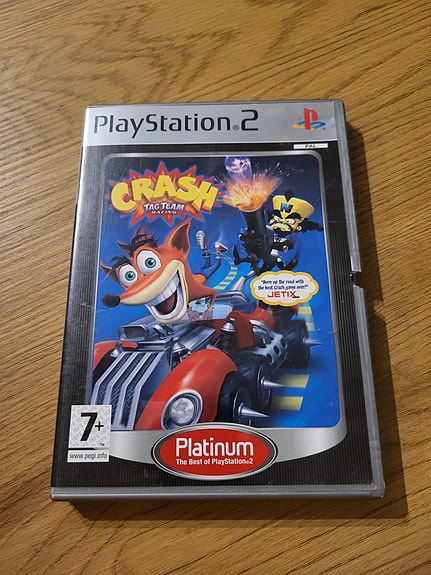 PlayStation®2
PAL
CRASH
TAG TEAM
RACING
N
"Burn up the road with
the best Crash game ever!"
JETIX
7+
www.pegi.info
Platinum
The Best of PlayStation®2